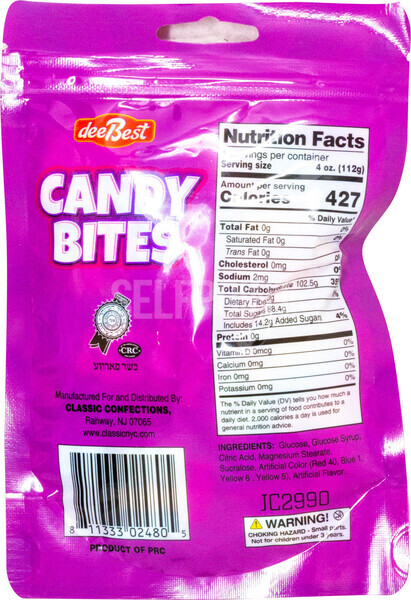 deeBest
CANDY
BITES
CRC
כשר פארווע
Manufactured For and Distributed By:
CLASSIC CONFECTIONS,
Rahway, NJ 07065
www.classicnyc.com
8 11333 02480 5
PRODUCT OF PRC
Nutrition Facts
per container
Serving size 4 oz. (112g)
Amount per serving
Calories 427
% Daily Value*
Total Fat 0g 0%
Saturated Fat 0g 0%
Trans Fat 0g
Cholesterol 0mg 0%
Sodium 2mg
Total Carbohydrate 102.5g
Dietary Fiber
Total Sugars 88.4g
Includes 14.2g Added Sugar 4%
Protein 0g
Vitamin D 0mcg 0%
Calcium 0mg 0%
Iron 0mg 0%
Potassium 0mg 0%
* The % Daily Value (DV) tells you how much a
nutrient in a serving of food contributes to a
daily diet. 2,000 calories a day is used for
general nutrition advice.
INGREDIENTS: Glucose, Glucose Syrup,
Citric Acid, Magnesium Stearate,
Sucralose, Artificial Color (Red 40, Blue 1,
Yellow 6, Yellow 5), Artificial Flavor.
JC2990
WARNING!
CHOKING HAZARD - Small parts.
Not for children under 3 years.